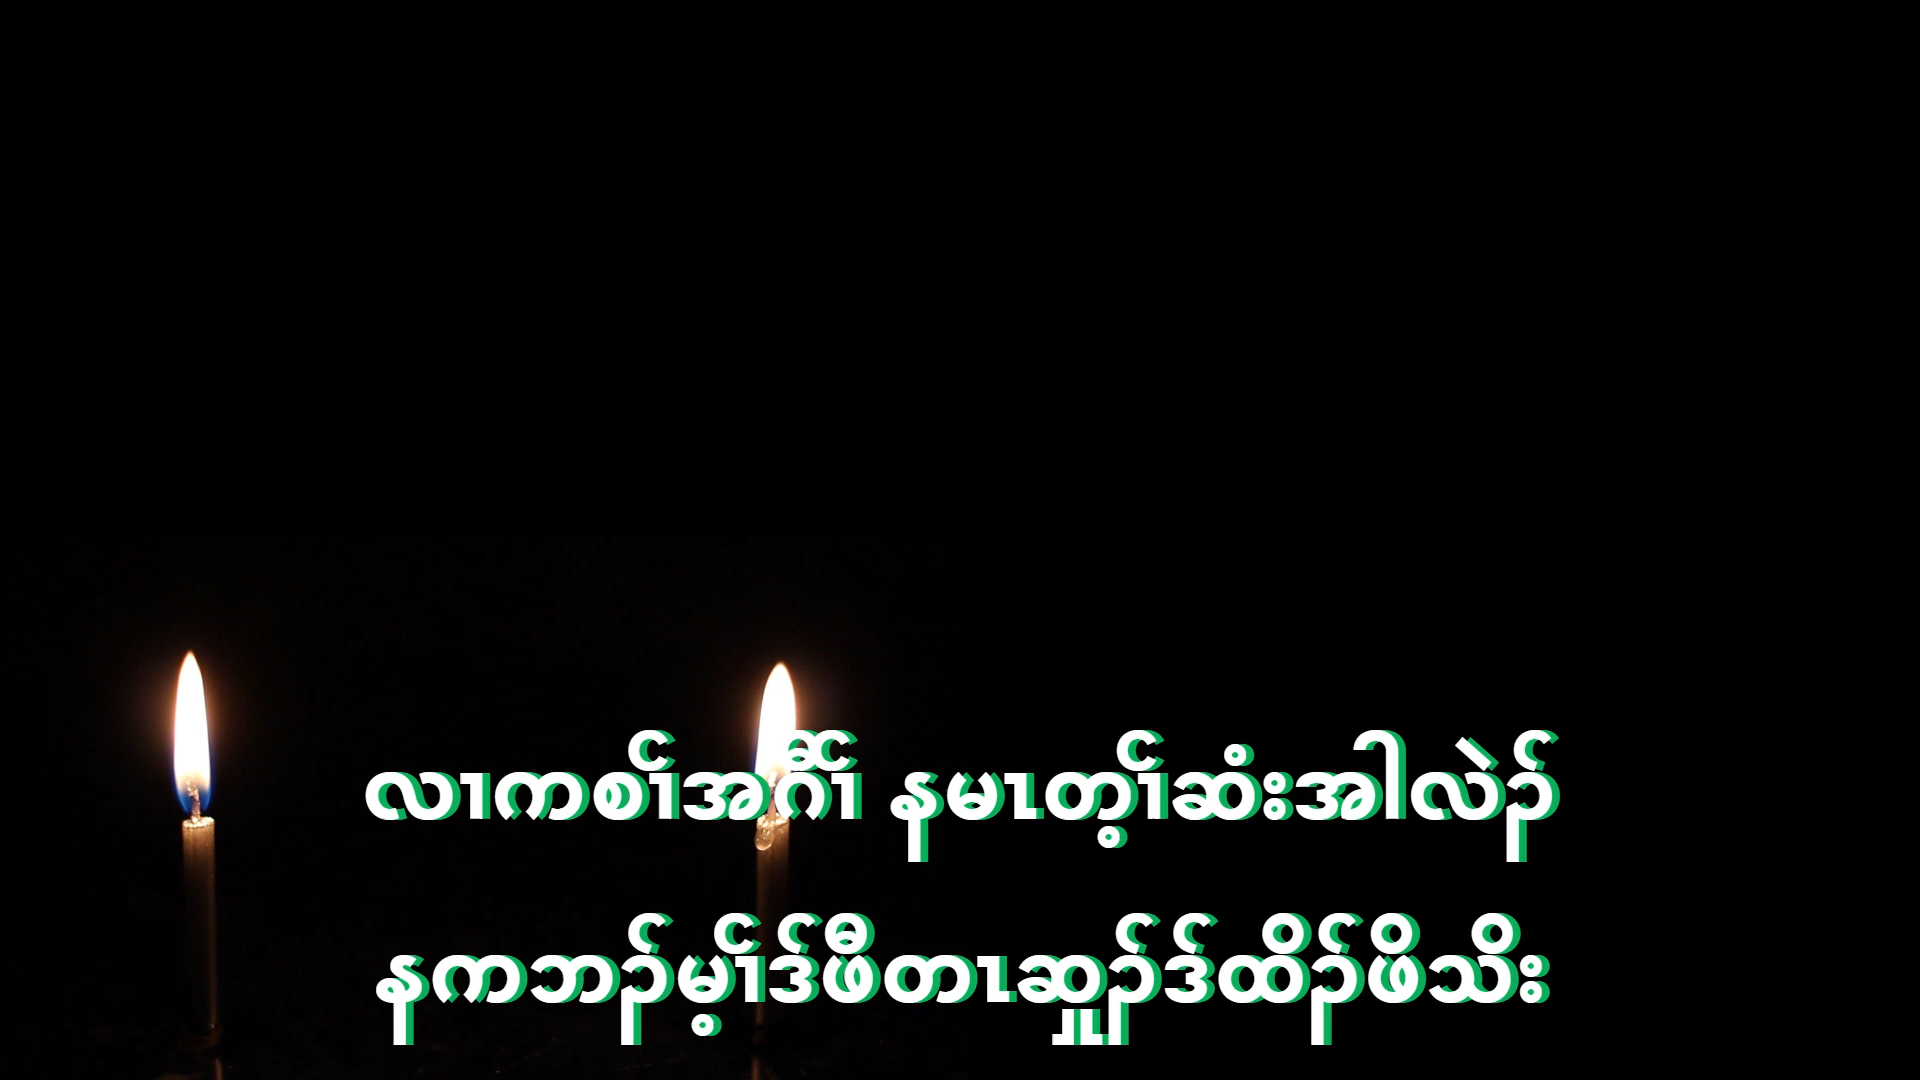 လၢကစၢ်အဂီၢ် နမၤတ့ၢ်ဆံးအါလဲၣ်
နကဘၣ်မ့ၢ်ဒ်ဖီတၤဆူၣ်ဒ်ထိၣ်ဖိသိး